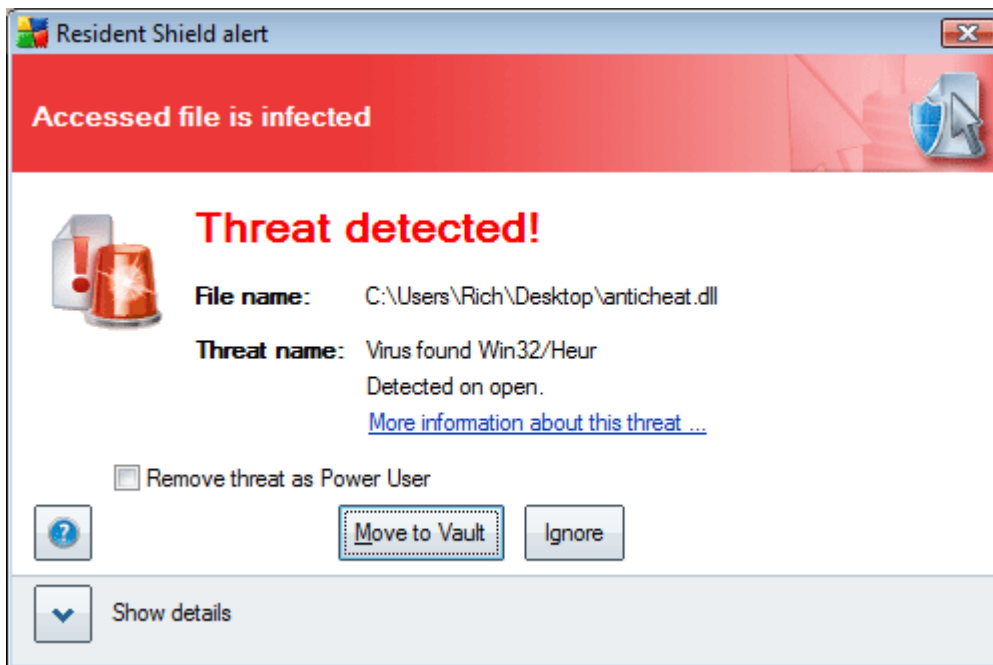 Resident Shield alert
Accessed file is infected
Threat detected!
File name: C:\Users\Rich\Desktop\anticheat.dll
Threat name: Virus found Win32/Heur
Detected on open.
More information about this threat ...
Remove threat as Power User
Move to Vault Ignore
Show details